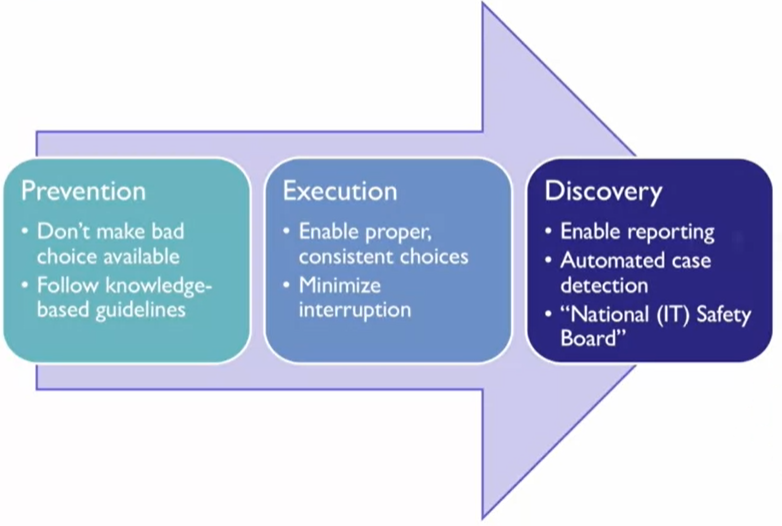 Prevention
• Don't make bad
choice available
• Follow knowledge-
based guidelines
Execution
• Enable proper,
consistent choices
• Minimize
interruption
Discovery
• Enable reporting
• Automated case
detection
• “National (IT) Safety
Board”